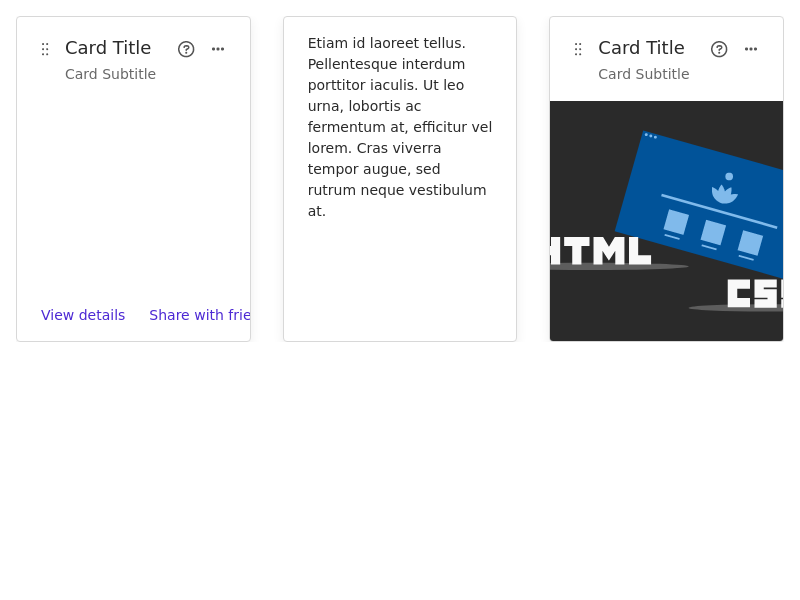 Card Title
Card Subtitle
View details
Share with frie
Etiam id laoreet tellus.
Pellentesque interdum
porttitor iaculis. Ut leo
urna, lobortis ac
fermentum at, efficitur vel
lorem. Cras viverra
tempor augue, sed
rutrum neque vestibulum
at.
Card Title
Card Subtitle
HTML
CSS